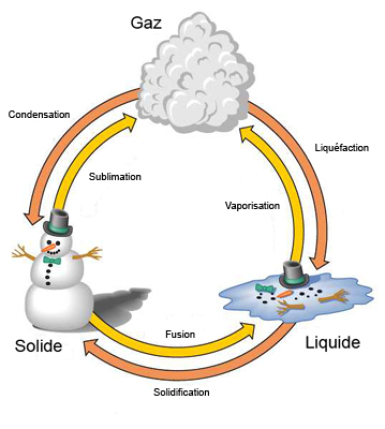 Gaz
Condensation
Liquéfaction
Sublimation
Vaporisation
Fusion
Solide
Liquide
Solidification